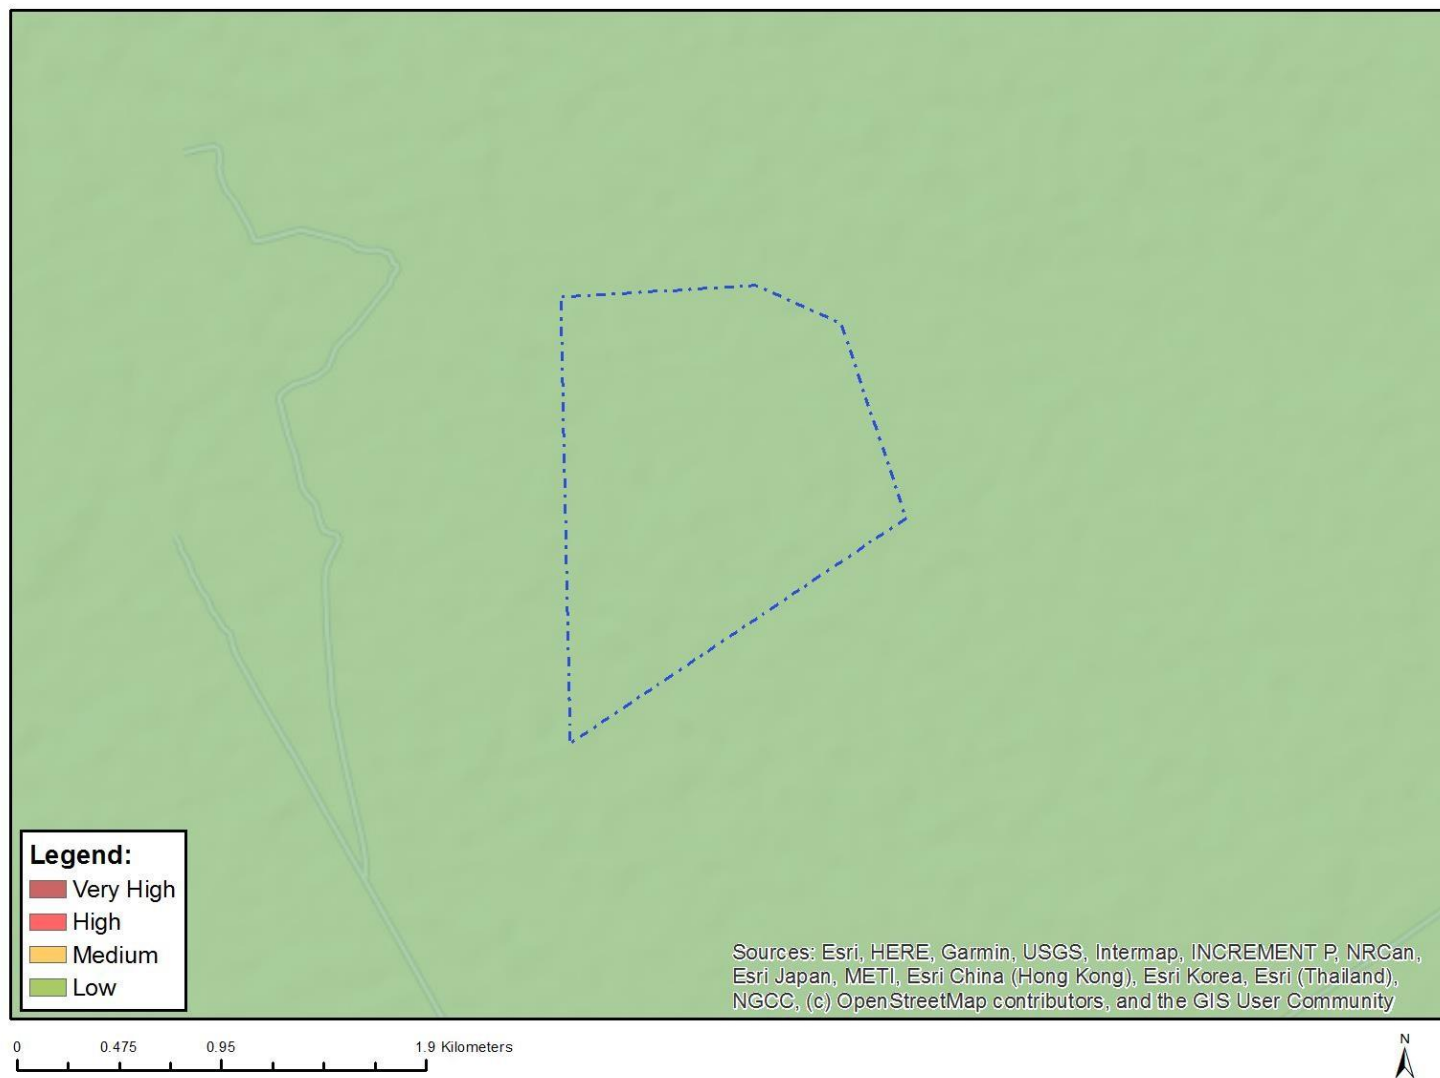 Legend:
Very High
High
Medium
Low
Sources: Esri, HERE, Garmin, USGS, Intermap, INCREMENT P, NRCan,
Esri Japan, METI, Esri China (Hong Kong), Esri Korea, Esri (Thailand),
NGCC, (c) OpenStreetMap contributors, and the GIS User Community
0 0.475 0.95 1.9 Kilometers
N